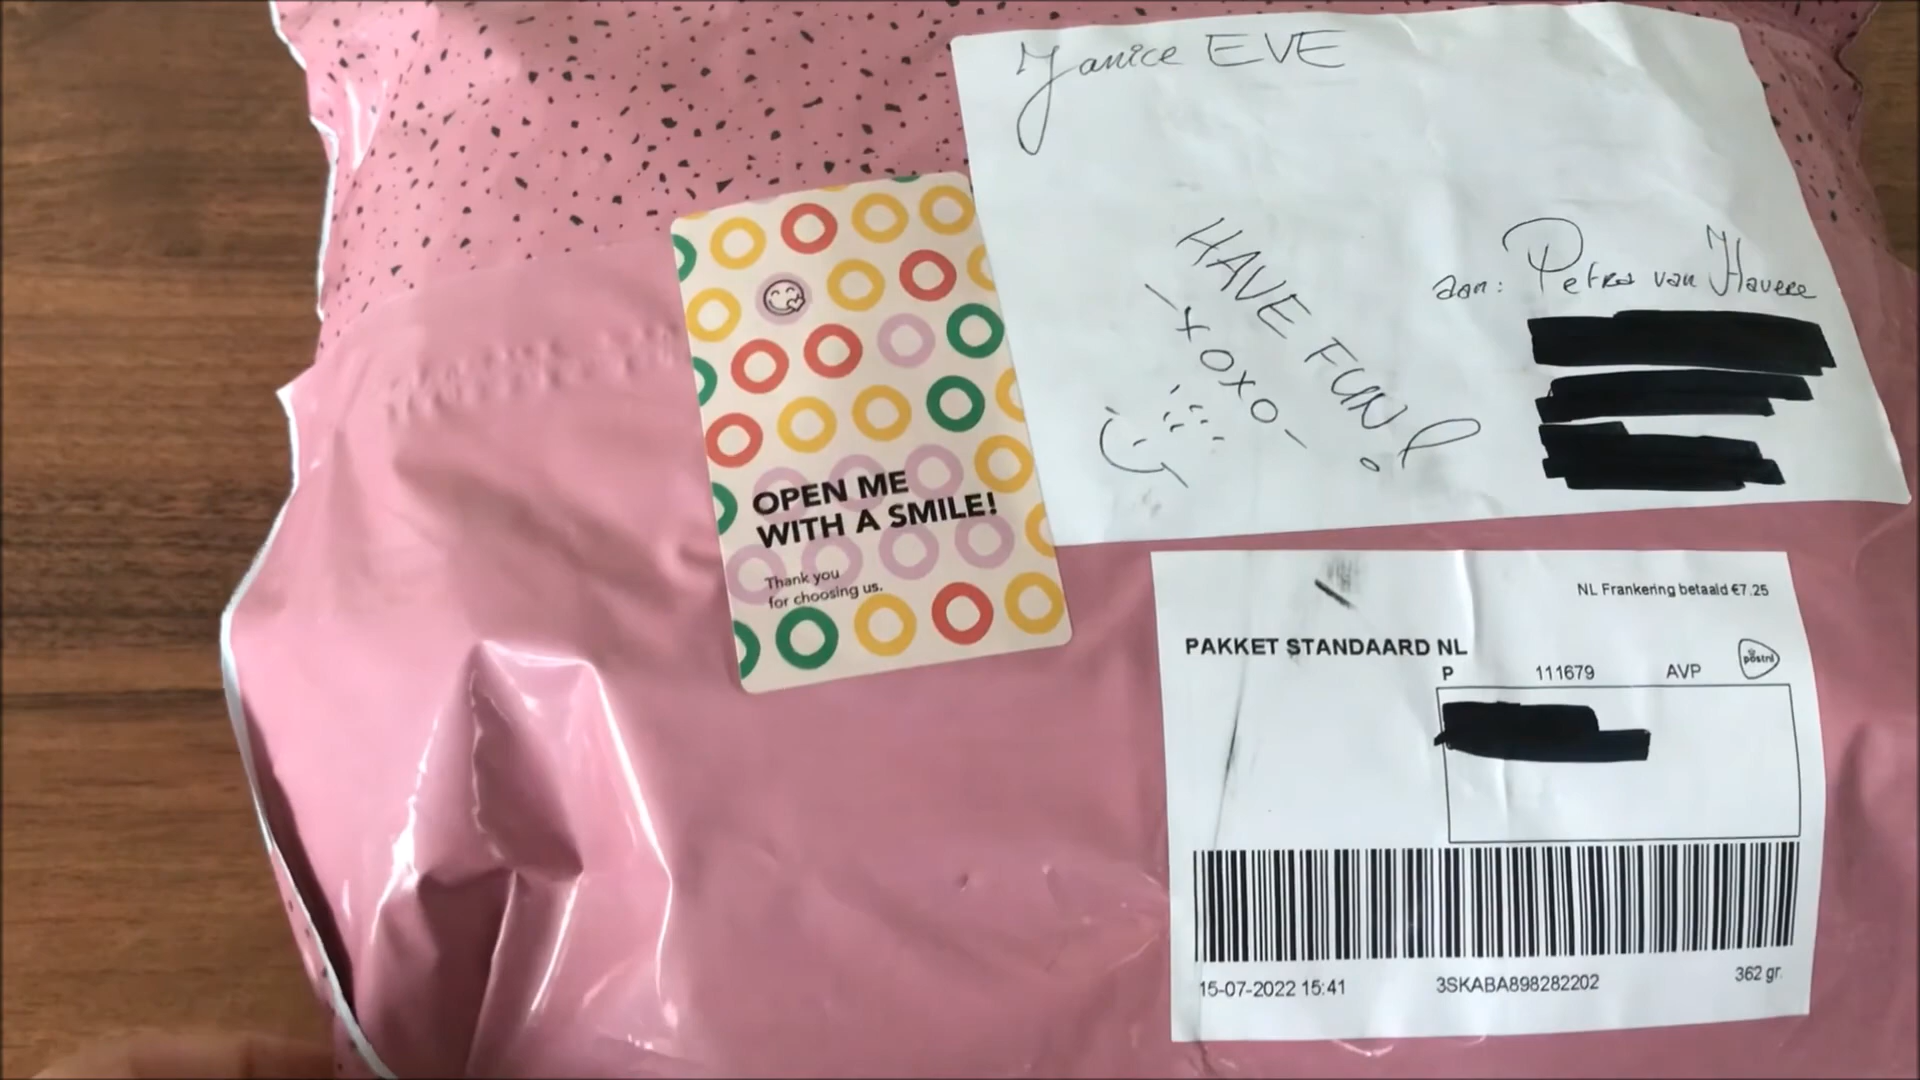 Janice EVE
HAVE FUN!
-xoxo-
aan: Petra van Havere
OPEN ME
WITH A SMILE!
Thank you
for choosing us.
NL Frankering betaald €7.25
PAKKET STANDAARD NL
P 111679 AVP
postnl
15-07-2022 15:41 3SKABA898282202 362 gr.